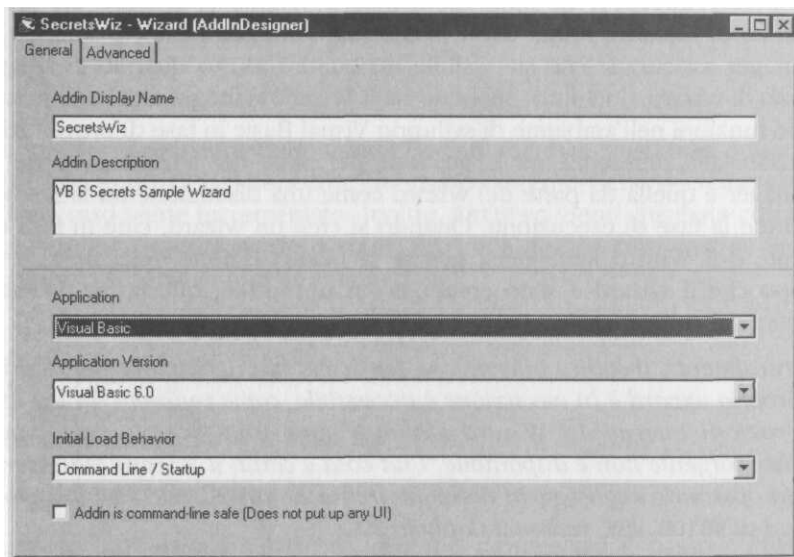 SecretsWiz - Wizard (AddInDesigner)
General Advanced
Addin Display Name
SecretsWiz
Addin Description
VB 6 Secrets Sample Wizard
Application
Visual Basic
Application Version
Visual Basic 6.0
Initial Load Behavior
Command Line / Startup
Addin is command-line safe (Does not put up any UI)